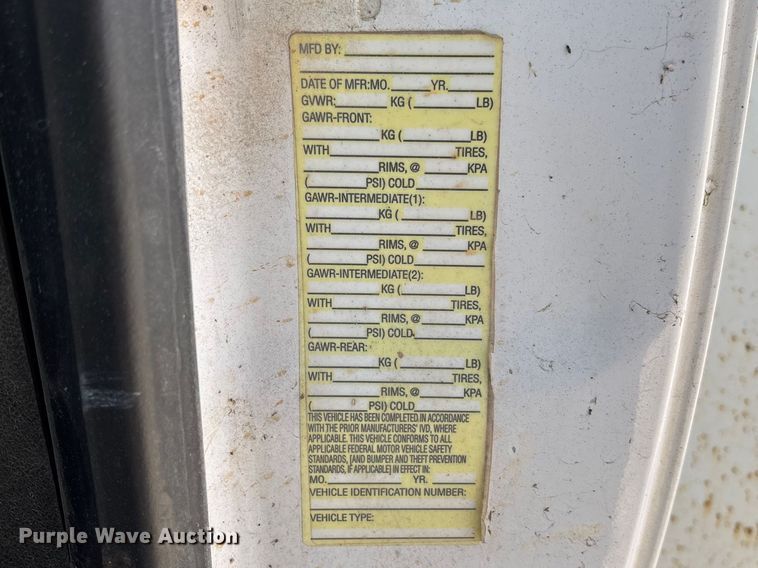 MFD BY:
DATE OF MFR:MO. YR.
GVWR: KG ( LB)
GAWR-FRONT:
KG ( LB)
WITH TIRES,
RIMS, @ KPA
( PSI) COLD
GAWR-INTERMEDIATE(1):
KG ( LB)
WITH TIRES,
RIMS, @ KPA
( PSI) COLD
GAWR-INTERMEDIATE(2):
KG ( LB)
WITH TIRES,
RIMS, @ KPA
( PSI) COLD
GAWR-REAR:
KG ( LB)
WITH TIRES,
RIMS, @ KPA
( PSI) COLD
THIS VEHICLE HAS BEEN COMPLETED IN ACCORDANCE
WITH THE PRIOR MANUFACTURERS' IVD, WHERE
APPLICABLE. THIS VEHICLE CONFORMS TO ALL
APPLICABLE FEDERAL MOTOR VEHICLE SAFETY
STANDARDS, [AND BUMPER AND THEFT PREVENTION
STANDARDS, IF APPLICABLE] IN EFFECT IN:
MO. YR.
VEHICLE IDENTIFICATION NUMBER:
VEHICLE TYPE:
Purple Wave Auction